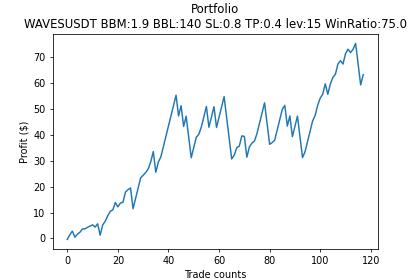 Portfolio
WAVESUSDT BBM:1.9 BBL:140 SL:0.8 TP:0.4 lev:15 WinRatio:75.0
70
60
50
40
30
20
10
0
Profit ($)
0 20 40 60 80 100 120
Trade counts